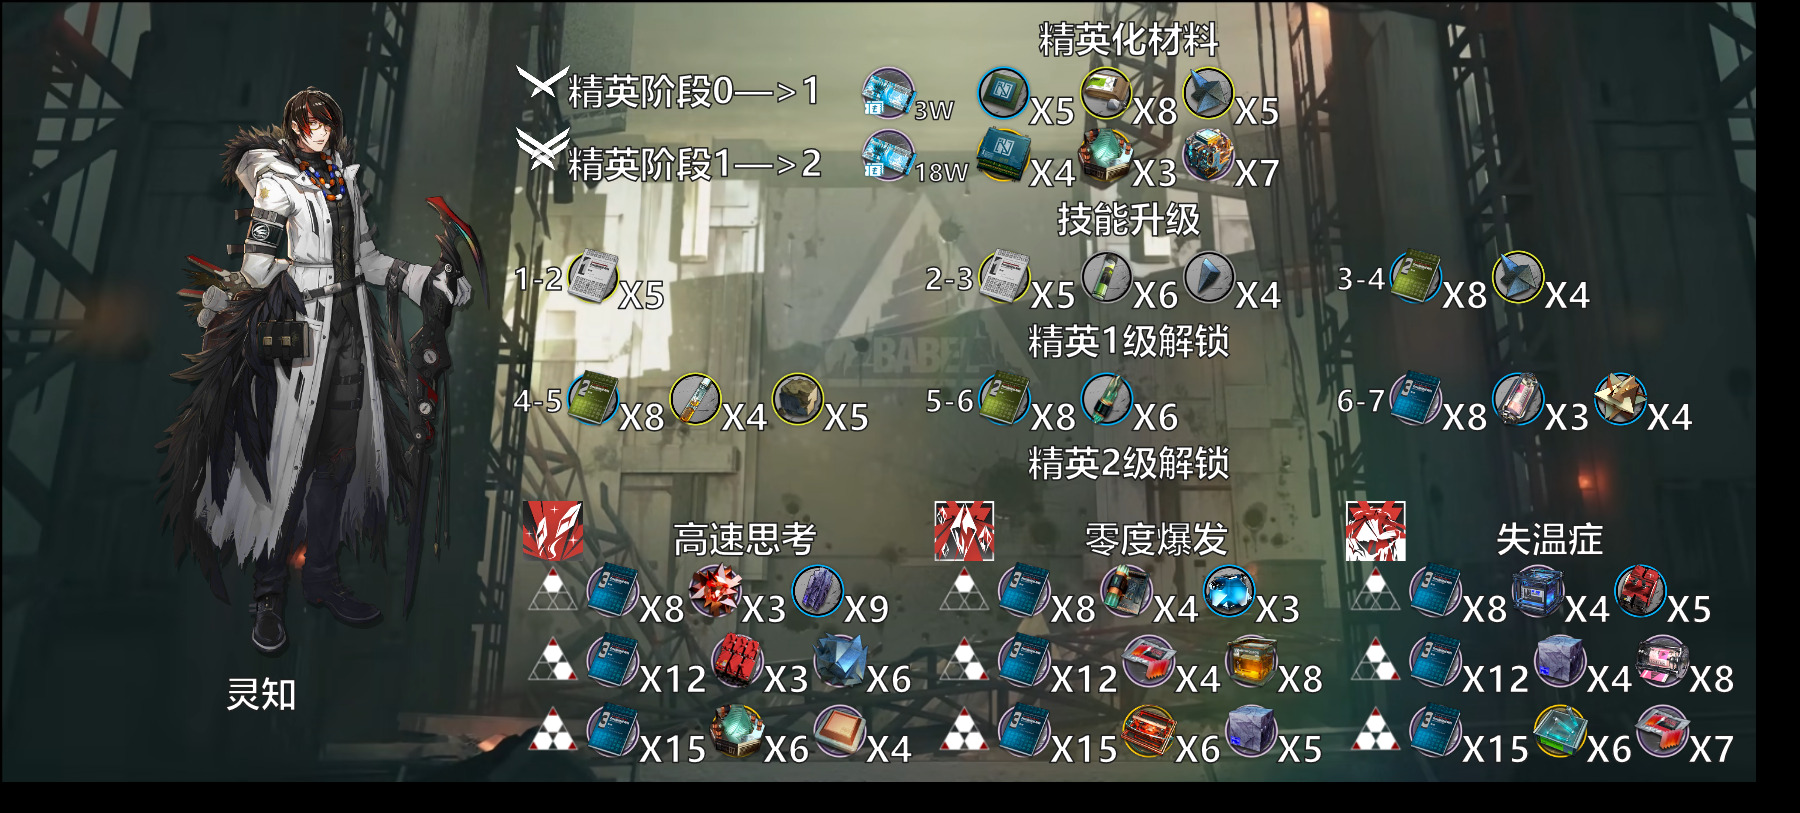 精英化材料
精英阶段0—>1 3W X5 X8 X5
精英阶段1—>2 18W X4 X3 X7
技能升级
1-2 X5 2-3 X5 X6 X4 3-4 X8 X4
精英1级解锁
BABEL
4-5 X8 X4 X5 5-6 X8 X6 6-7 X8 X3 X4
精英2级解锁
高速思考 零度爆发 失温症
X8 X3 X9 X8 X4 X3 X8 X4 X5
X12 X3 X6 X12 X4 X8 X12 X4 X8
灵知
X15 X6 X4 X15 X6 X5 X15 X6 X7